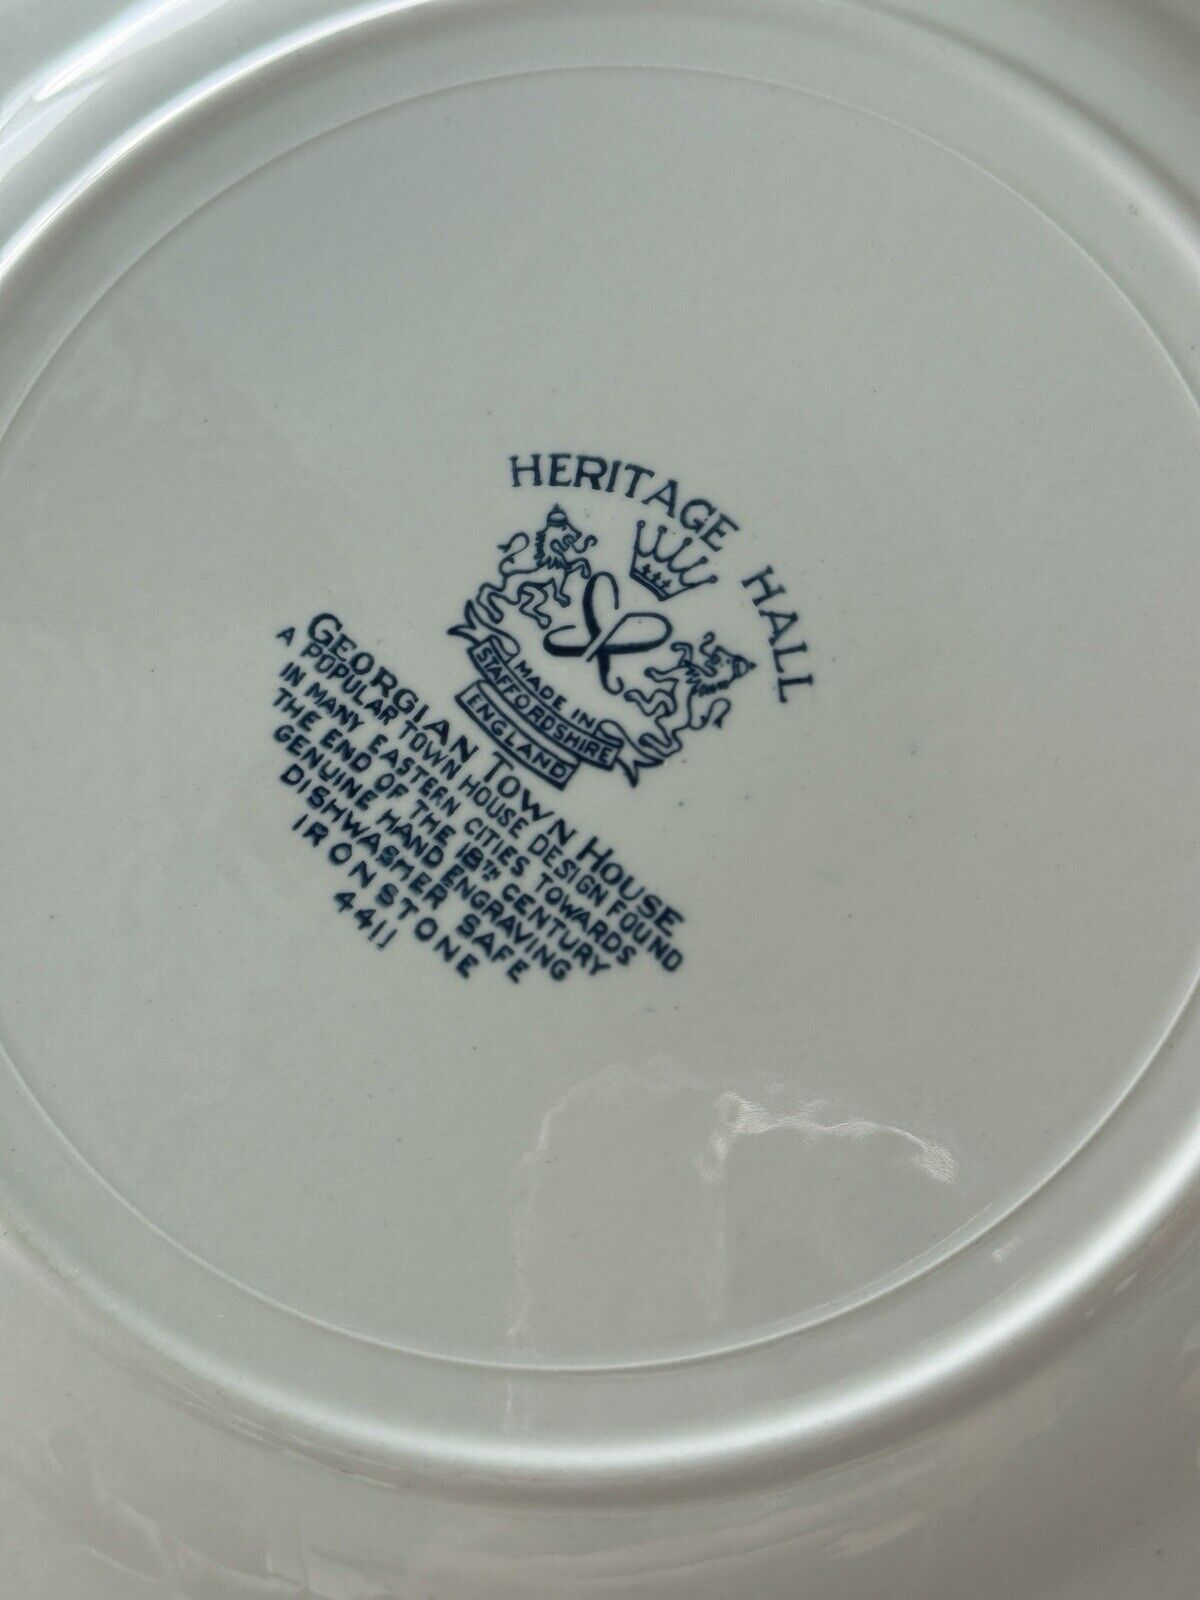 HERITAGE HALL
SR
MADE IN
STAFFORDSHIRE
ENGLAND
GEORGIAN TOWN HOUSE
A POPULAR TOWN HOUSE DESIGN FOUND
IN MANY EASTERN CITIES TOWARDS
THE END OF THE 18TH CENTURY
GENUINE HAND ENGRAVING
DISHWASHER SAFE
IRONSTONE
4411